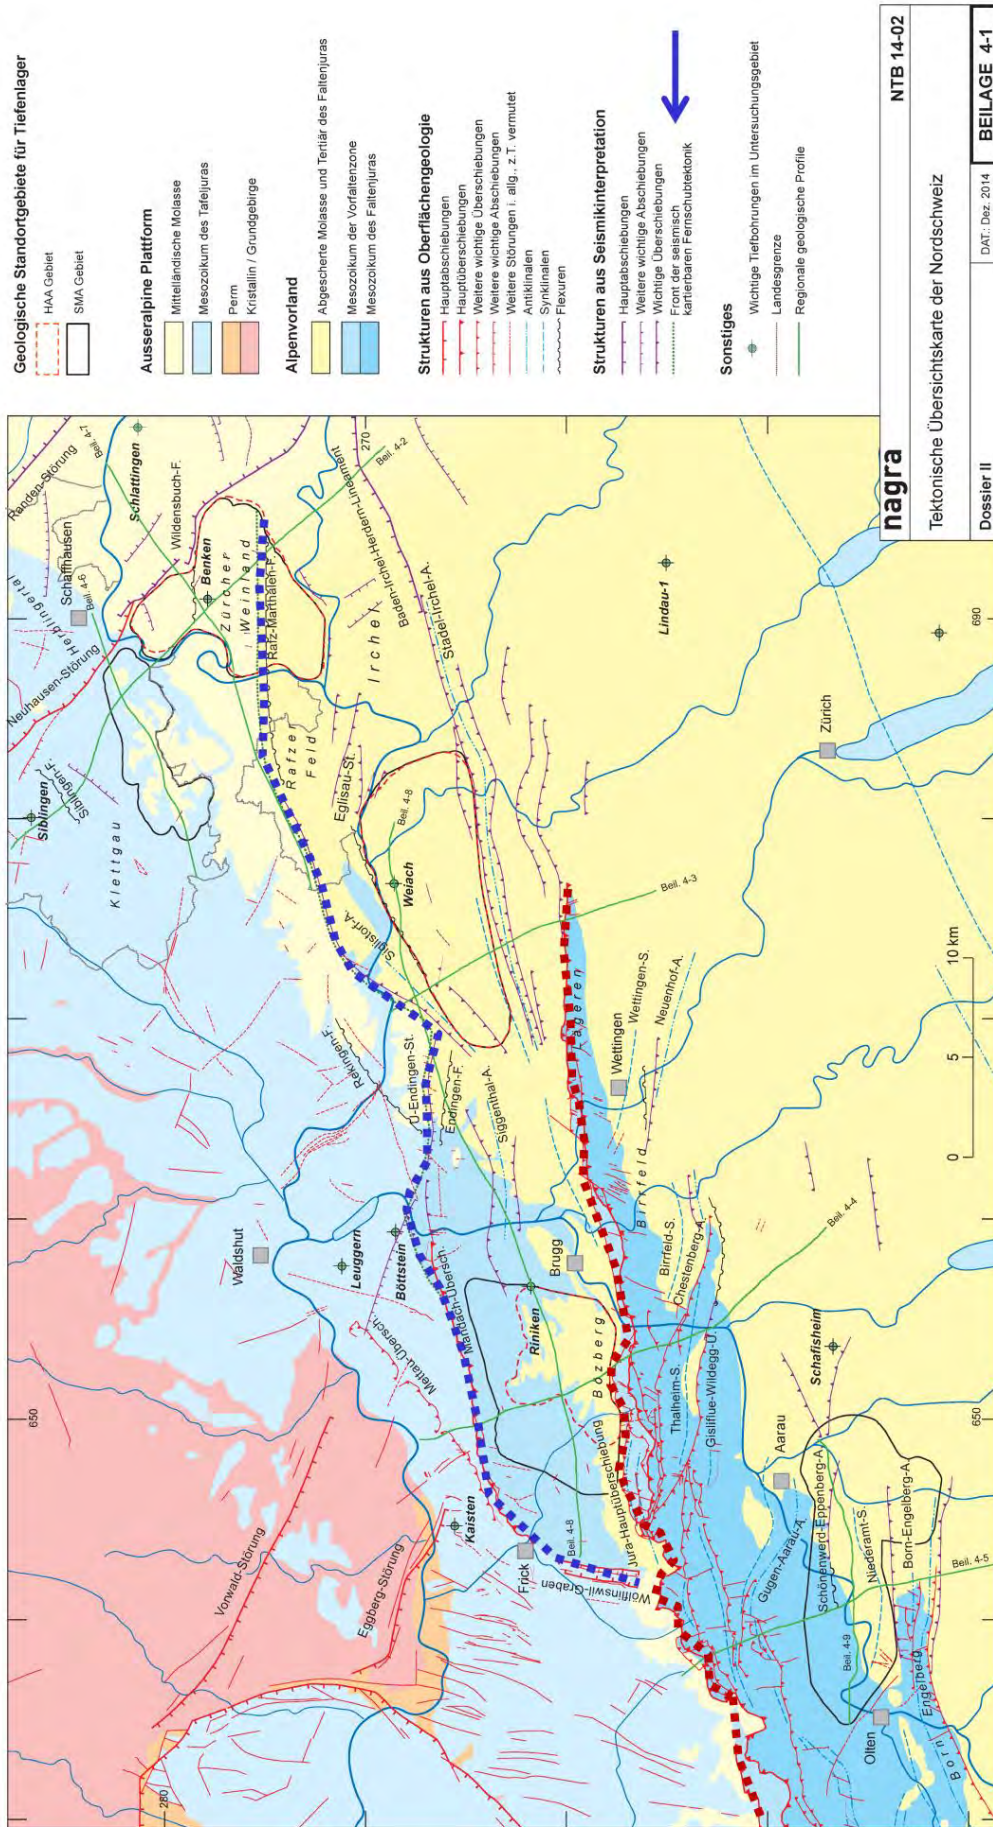 Geologische Standortgebiete für Tiefenlager
HAA Gebiet
SMA Gebiet
Ausseralpine Plattform
Mittelländische Molasse
Mesozoikum des Tafeljuras
Perm
Kristallin / Grundgebirge
Alpenvorland
Abgescherte Molasse und Tertiär des Faltenjuras
Mesozoikum der Vorfaltenzone
Mesozoikum des Faltenjuras
Strukturen aus Oberflächengeologie
Hauptabschiebungen
Hauptüberschiebungen
Weitere wichtige Überschiebungen
Weitere wichtige Abschiebungen
Weitere Störungen i. allg., z.T. vermutet
Antiklinalen
Synklinalen
Flexuren
Strukturen aus Seismikinterpretation
Hauptabschiebungen
Weitere wichtige Abschiebungen
Wichtige Überschiebungen
Front der seismisch
kartierbaren Fernschubtektonik
Sonstiges
Wichtige Tiefbohrungen im Untersuchungsgebiet
Landesgrenze
Regionale geologische Profile
nagra
NTB 14-02
Tektonische Übersichtskarte der Nordschweiz
Dossier II
DAT.: Dez. 2014
BEILAGE 4-1
650
280
Vorwald-Störung
Eggberg-Störung
Waldshut
Leuggern
Böttstein
Kaisten
Frick
Mettau-Übersch.
Mandach-Übersch.
Wölflinswil-Graben
Beil. 4-8
Jura-Hauptüberschiebung
Riniken
Bözberg
Brugg
Birrfeld
Birrfeld-S.
Chestenberg-A.
Thalheim-S.
Gisliflue-Wildegg-Ü.
Schafisheim
Aarau
Gugen-Aarau-A.
Schönenwerd-Eppenberg-A.
Niederamt-S.
Born-Engelberg-A.
Beil. 4-5
Beil. 4-9
Olten
Born
Engelberg
650
Beil. 4-4
0
5
10 km
Wettingen
Wettingen-S.
Neuenhof-A.
Lägeren
Siggenthal-A.
Endingen-F.
U-Endingen-St.
Rekingen-F.
Siglistorf-A.
Weiach
Beil. 4-8
Beil. 4-3
Eglisau-St.
Rafzer
Feld
Irchel
Stadel-Irchel-A.
Baden-Irchel-Herdern-Lineament
Rafz-Marthalen-F.
Zürcher
Weinland
Benken
Wildensbuch-F.
Schlattingen
Randen-Störung
Schaffhausen
Herblingertal
Neuhausen-Störung
Siblingen
Siblingen-F.
Klettgau
Beil. 4-6
Beil. 4-7
Beil. 4-2
270
Lindau-1
Zürich
690